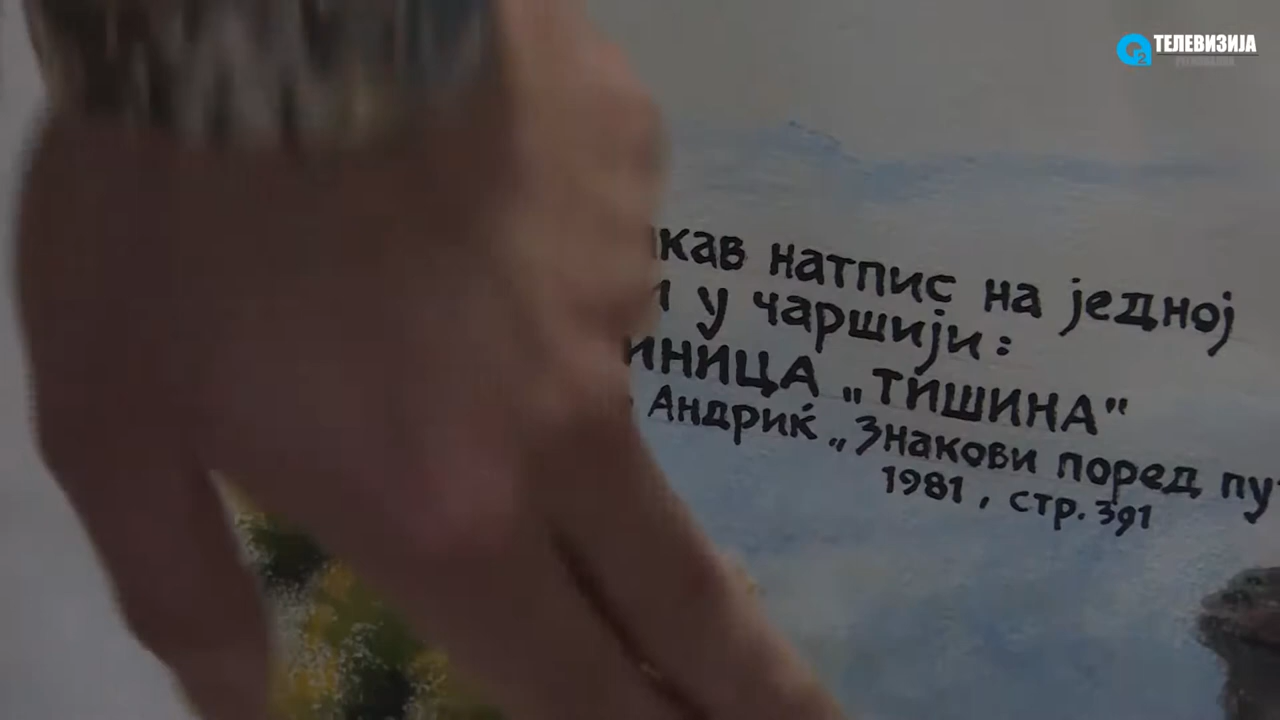 ТЕЛЕВИЗИЈА
кав натпис на једној
у чаршији:
ИНИЦА „ТИШИНА"
Андрић „Знакови поред пу
1981, стр. 391